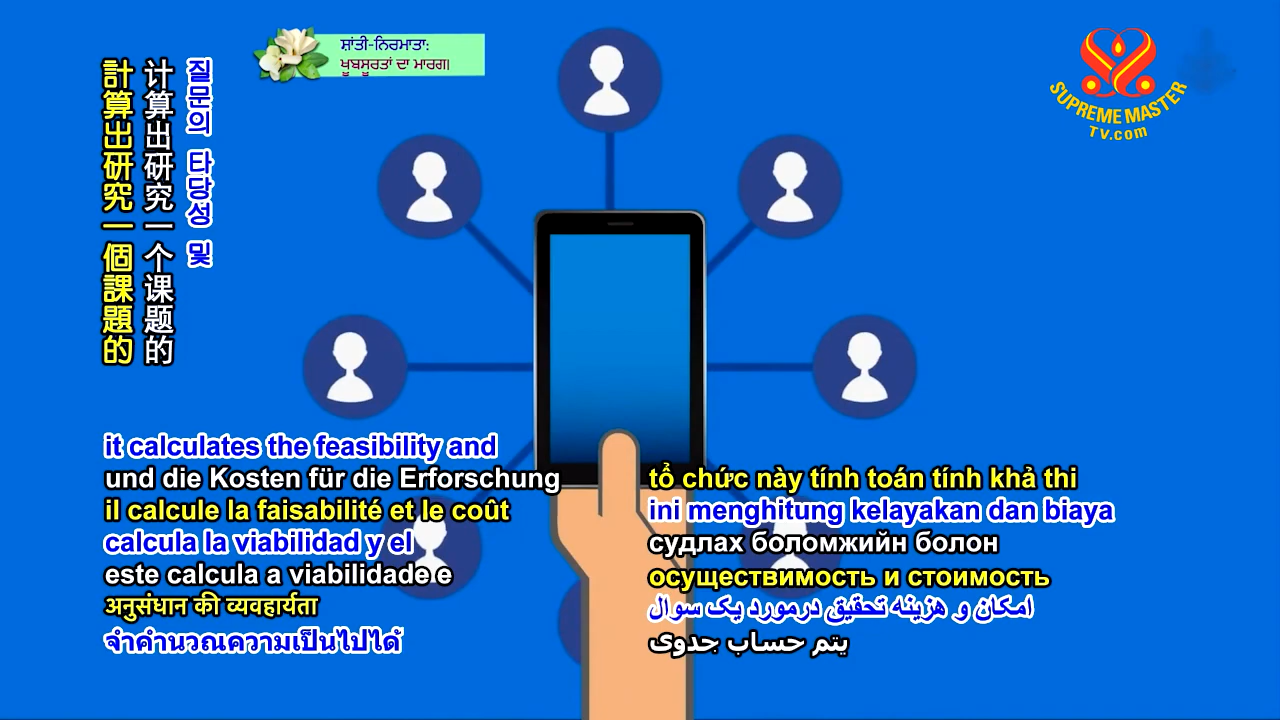 ਸ਼ਾਂਤੀ-ਨਿਰਮਾਤਾ:
ਖੂਬਸੂਰਤਾਂ ਦਾ ਮਾਰਗ।
SUPREME MASTER
TV.com
질문의 타당성 및
计算出研究一个课题的
計算出研究一個課題的
it calculates the feasibility and
und die Kosten für die Erforschung
il calcule la faisabilité et le coût
calcula la viabilidad y el
este calcula a viabilidade e
अनुसंधान की व्यवहार्यता
จำคำนวณความเป็นไปได้
tổ chức này tính toán tính khả thi
ini menghitung kelayakan dan biaya
судлах боломжийн болон
осуществимость и стоимость
امکان و هزینه تحقیق درمورد یک سوال
يتم حساب جدوى